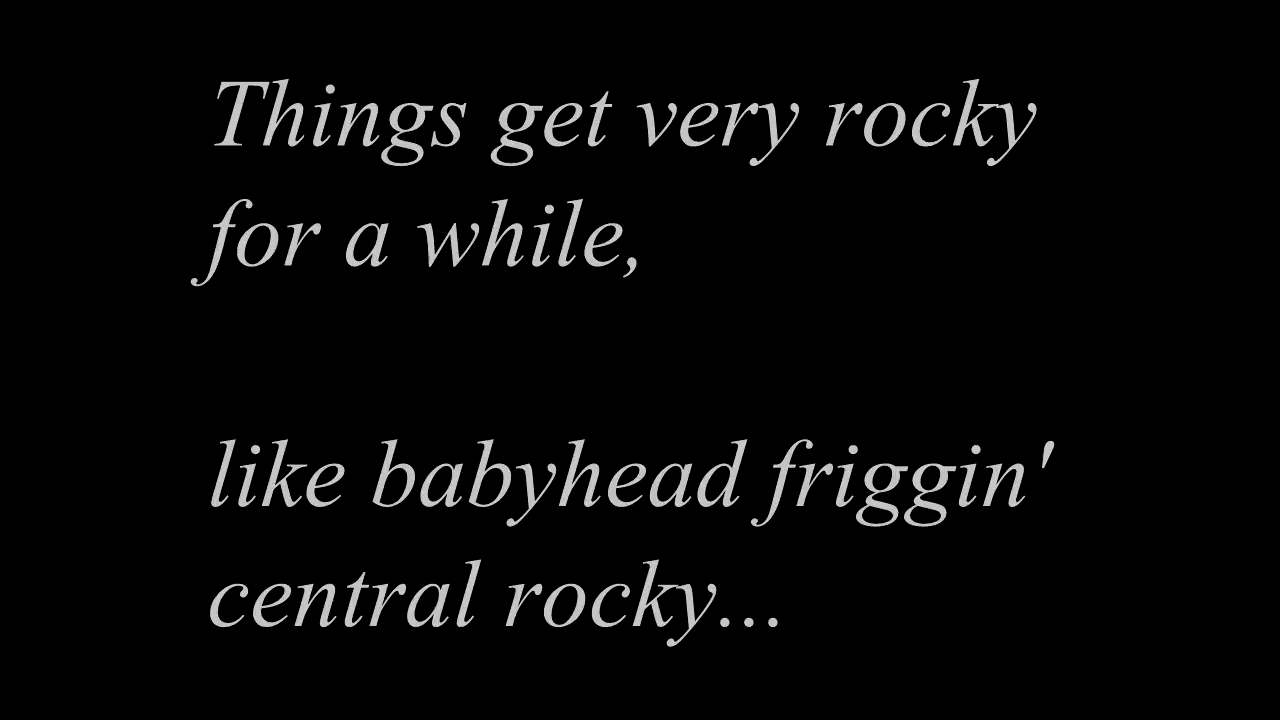 Things get very rocky
for a while,
like babyhead friggin'
central rocky...